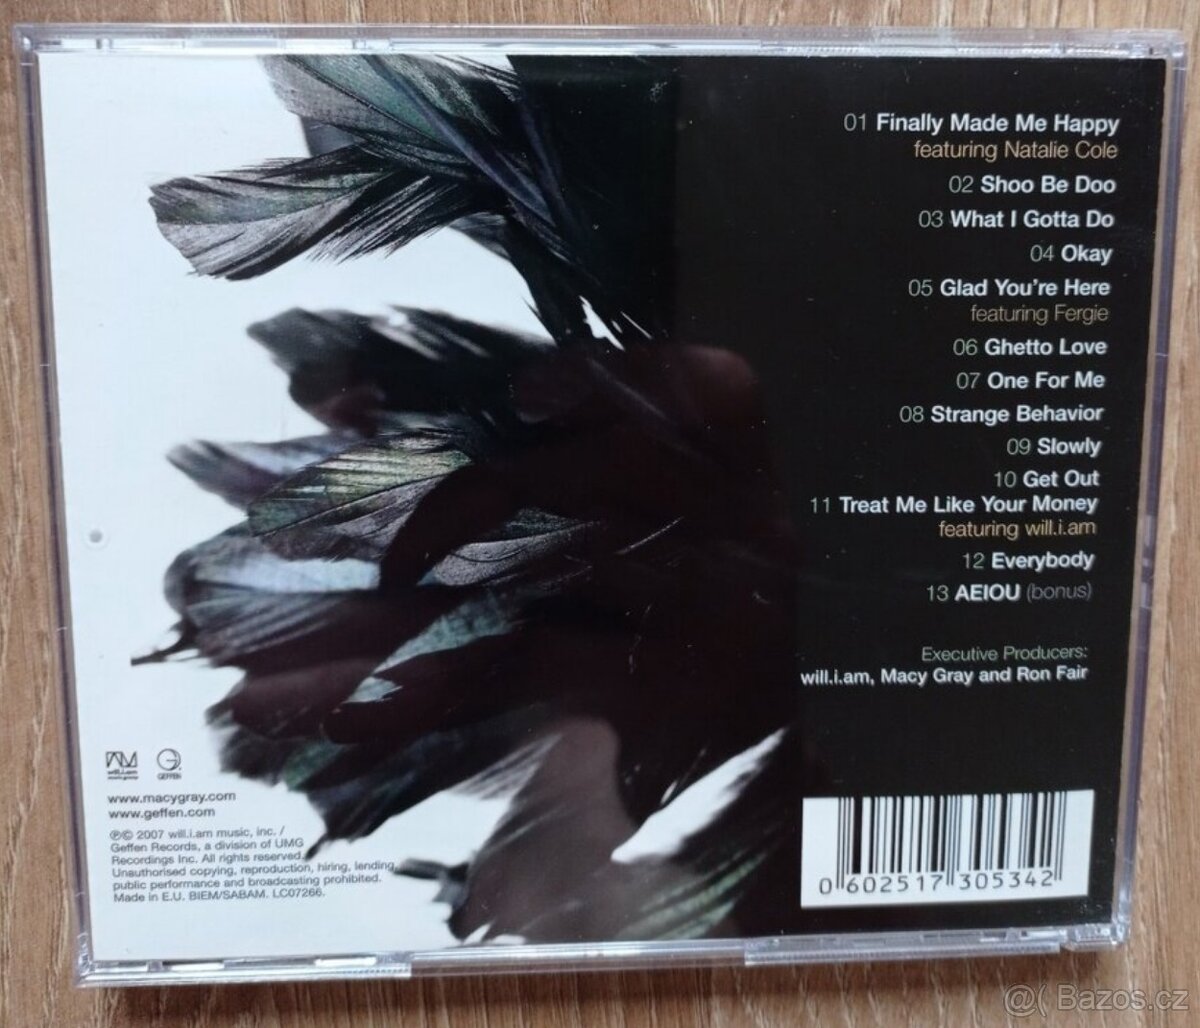 01 Finally Made Me Happy
featuring Natalie Cole
02 Shoo Be Doo
03 What I Gotta Do
04 Okay
05 Glad You're Here
featuring Fergie
06 Ghetto Love
07 One For Me
08 Strange Behavior
09 Slowly
10 Get Out
11 Treat Me Like Your Money
featuring will.i.am
12 Everybody
13 AEIOU (bonus)
Executive Producers:
will.i.am, Macy Gray and Ron Fair
will.i.am
music group
GEFFEN
www.macygray.com
www.geffen.com
℗© 2007 will.i.am music, inc. /
Geffen Records, a division of UMG
Recordings Inc. All rights reserved.
Unauthorised copying, reproduction, hiring, lending,
public performance and broadcasting prohibited.
Made in E.U. BIEM/SABAM. LC07266.
0 602517 305342
@( Bazos.cz